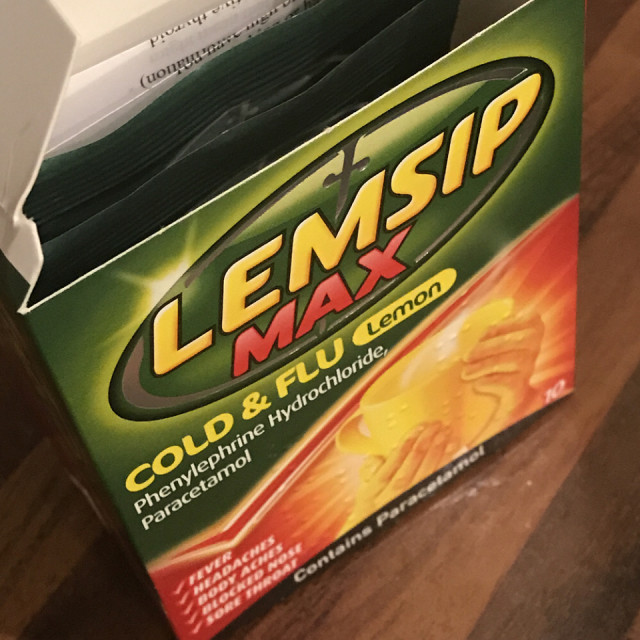 LEMSIP
MAX
COLD & FLU Lemon
Phenylephrine Hydrochloride,
Paracetamol
10
FEVER
HEADACHES
BODY ACHES
BLOCKED NOSE
SORE THROAT
Contains Paracetamol